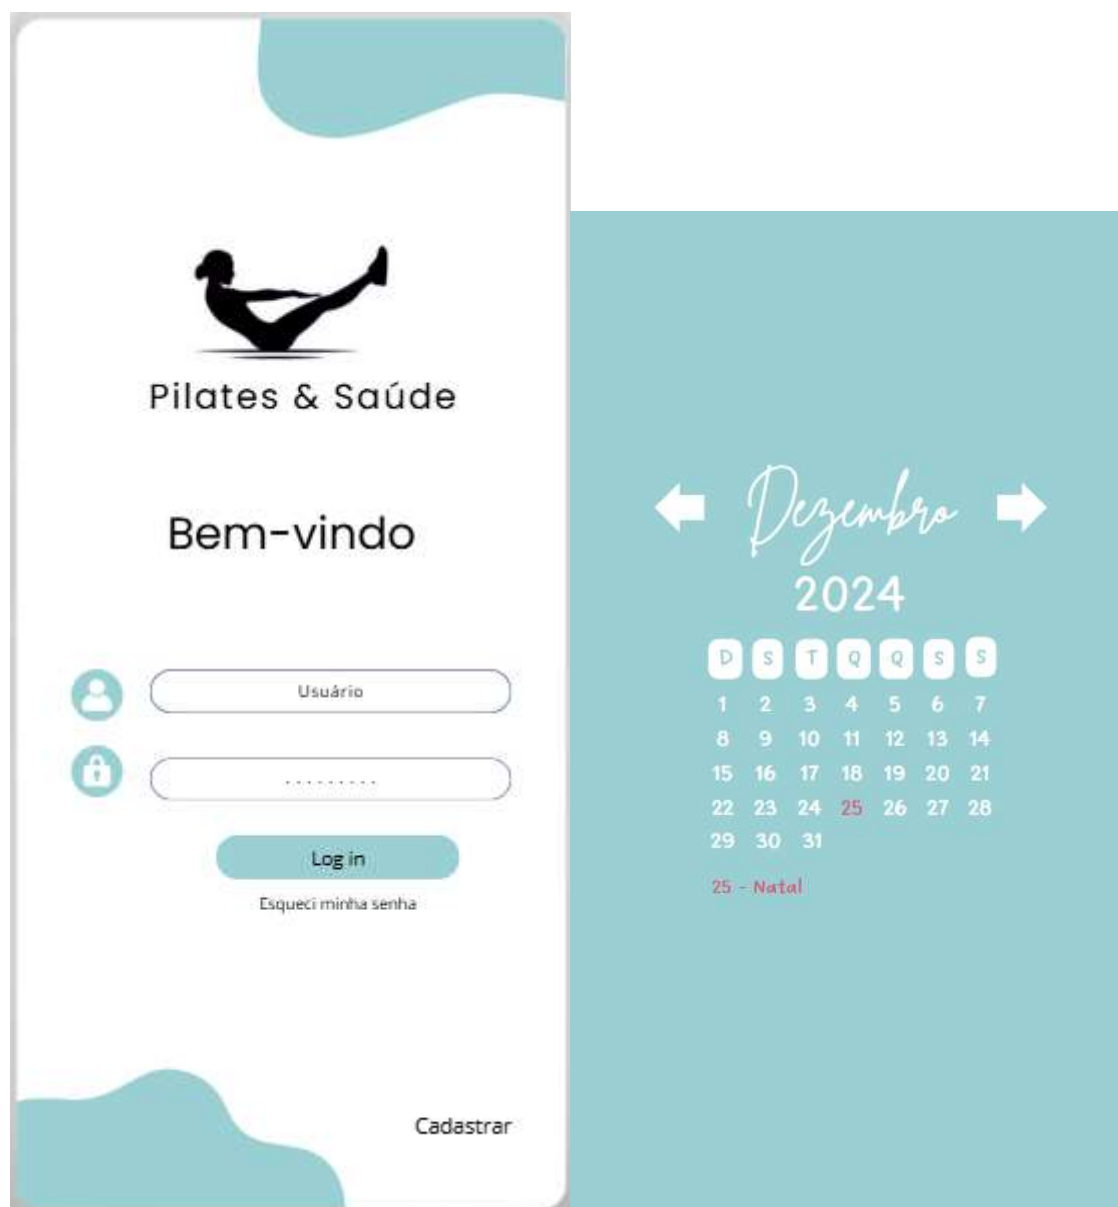 Pilates & Saúde
Bem-vindo
Usuário
.........
Log in
Esqueci minha senha
Cadastrar
Dezembro
2024
D S T Q Q S S
1 2 3 4 5 6 7
8 9 10 11 12 13 14
15 16 17 18 19 20 21
22 23 24 25 26 27 28
29 30 31
25 - Natal